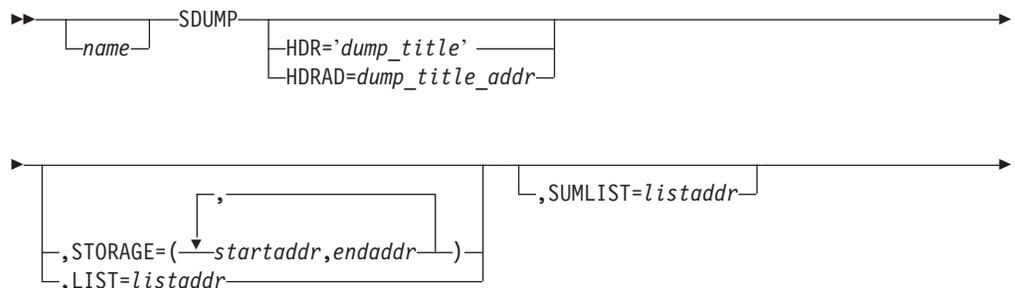 SDUMP
name
HDR='dump_title'
HDRAD=dump_title_addr
,SUMLIST=listaddr
,
,STORAGE=(startaddr,endaddr)
,LIST=listaddr